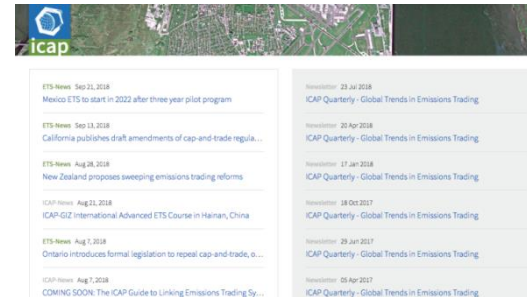 icap
ETS-News Sep 21, 2018
Mexico ETS to start in 2022 after three year pilot program
ETS-News Sep 13, 2018
California publishes draft amendments of cap-and-trade regula...
ETS-News Aug 28, 2018
New Zealand proposes sweeping emissions trading reforms
ICAP-News Aug 21, 2018
ICAP-GIZ International Advanced ETS Course in Hainan, China
ETS-News Aug 7, 2018
Ontario introduces formal legislation to repeal cap-and-trade, o...
ICAP-News Aug 7, 2018
COMING SOON: The ICAP Guide to Linking Emissions Trading Sy...
Newsletter 23 Jul 2018
ICAP Quarterly - Global Trends in Emissions Trading
Newsletter 20 Apr 2018
ICAP Quarterly - Global Trends in Emissions Trading
Newsletter 17 Jan 2018
ICAP Quarterly - Global Trends in Emissions Trading
Newsletter 18 Oct 2017
ICAP Quarterly - Global Trends in Emissions Trading
Newsletter 29 Jun 2017
ICAP Quarterly - Global Trends in Emissions Trading
Newsletter 05 Apr 2017
ICAP Quarterly - Global Trends in Emissions Trading